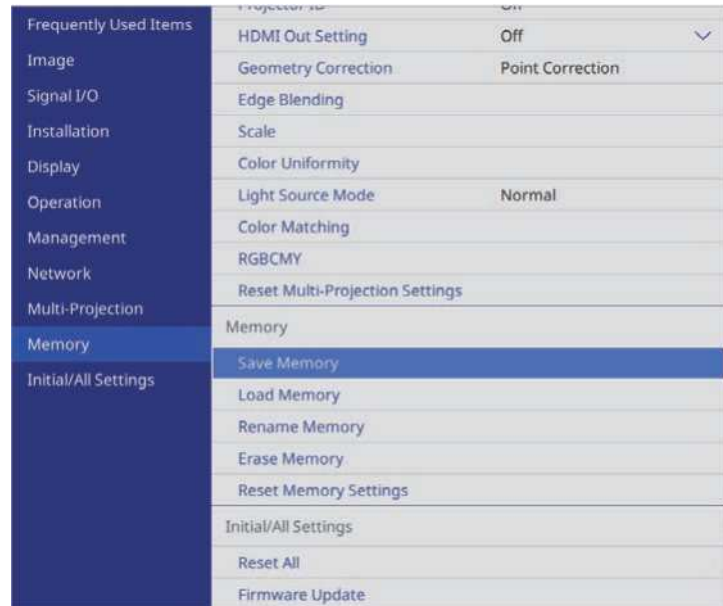 Frequently Used Items
Image
Signal I/O
Installation
Display
Operation
Management
Network
Multi-Projection
Memory
Initial/All Settings
HDMI Out Setting Off
Geometry Correction Point Correction
Edge Blending
Scale
Color Uniformity
Light Source Mode Normal
Color Matching
RGBCMY
Reset Multi-Projection Settings
Memory
Save Memory
Load Memory
Rename Memory
Erase Memory
Reset Memory Settings
Initial/All Settings
Reset All
Firmware Update